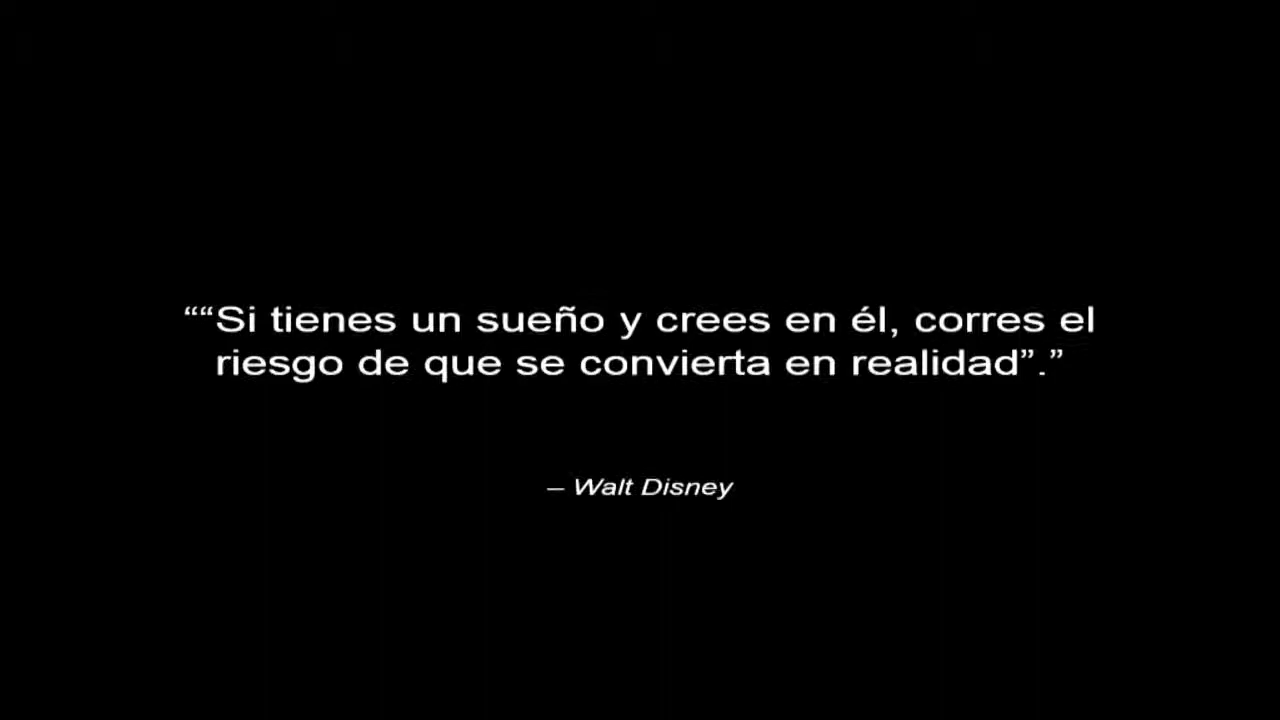 ““Si tienes un sueño y crees en él, corres el
riesgo de que se convierta en realidad”.”
– Walt Disney